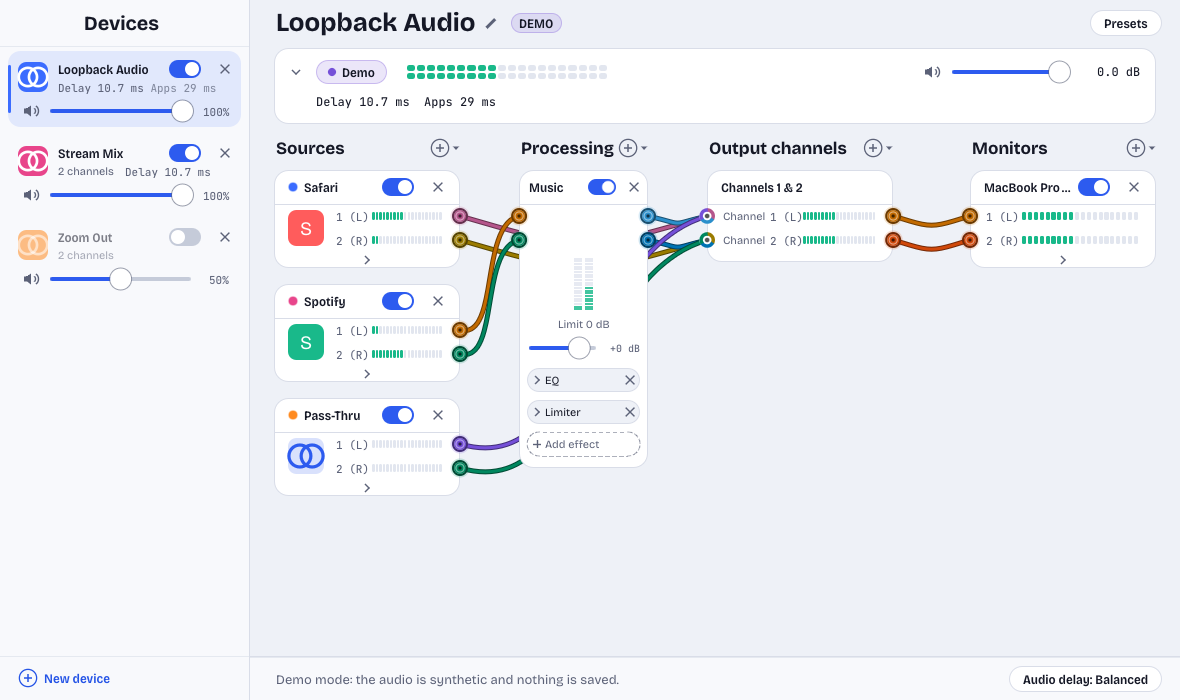 Devices
Loopback Audio
Delay 10.7 ms Apps 29 ms
100%
Stream Mix
2 channels Delay 10.7 ms
100%
Zoom Out
2 channels
50%
New device
Loopback Audio DEMO Presets
Demo 0.0 dB
Delay 10.7 ms Apps 29 ms
Sources Processing Output channels Monitors
Safari
S
1 (L)
2 (R)
Spotify
S
1 (L)
2 (R)
Pass-Thru
1 (L)
2 (R)
Music
Limit 0 dB
+0 dB
EQ
Limiter
+ Add effect
Channels 1 & 2
Channel 1 (L)
Channel 2 (R)
MacBook Pro...
1 (L)
2 (R)
Demo mode: the audio is synthetic and nothing is saved.
Audio delay: Balanced